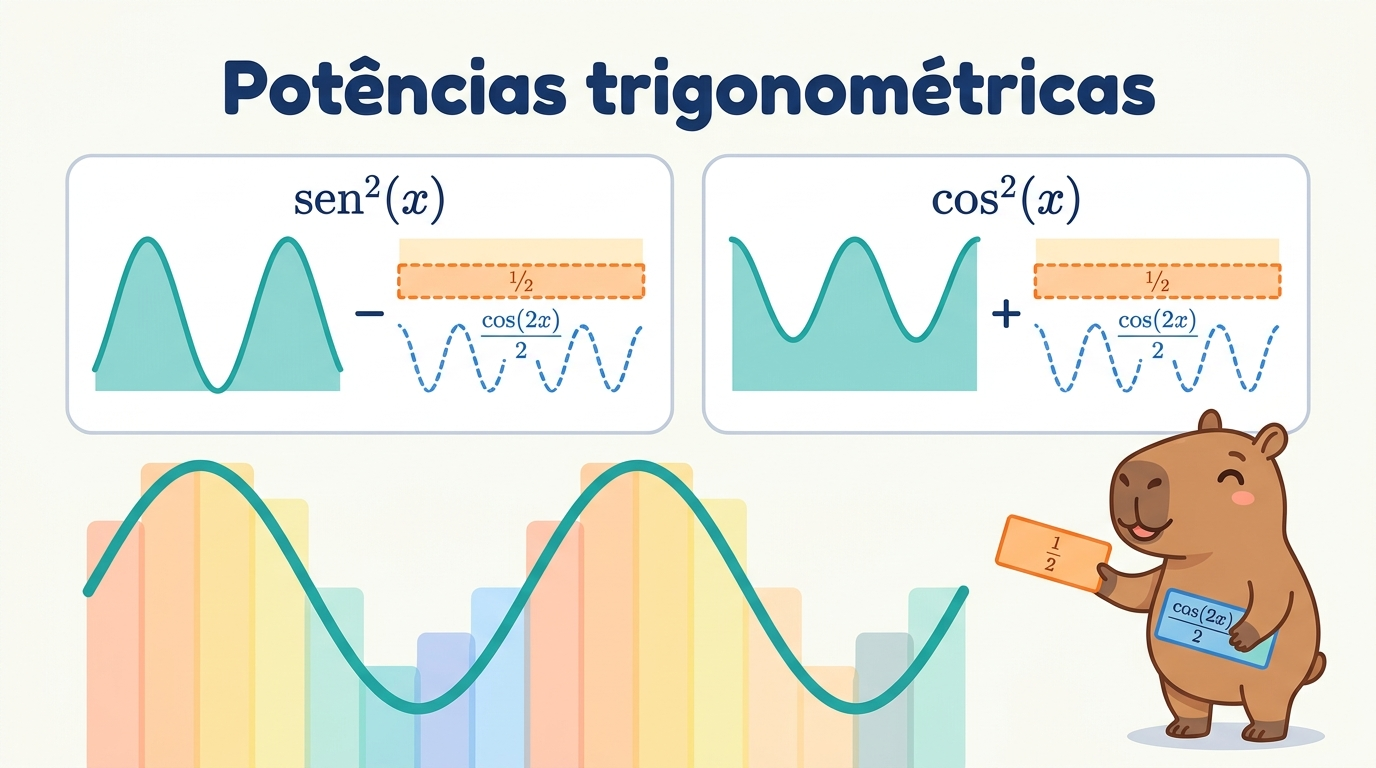 Potências trigonométricas
sen²(x)
−
½
cos(2x)
2
cos²(x)
+
½
cos(2x)
2
1
2
cos(2x)
2